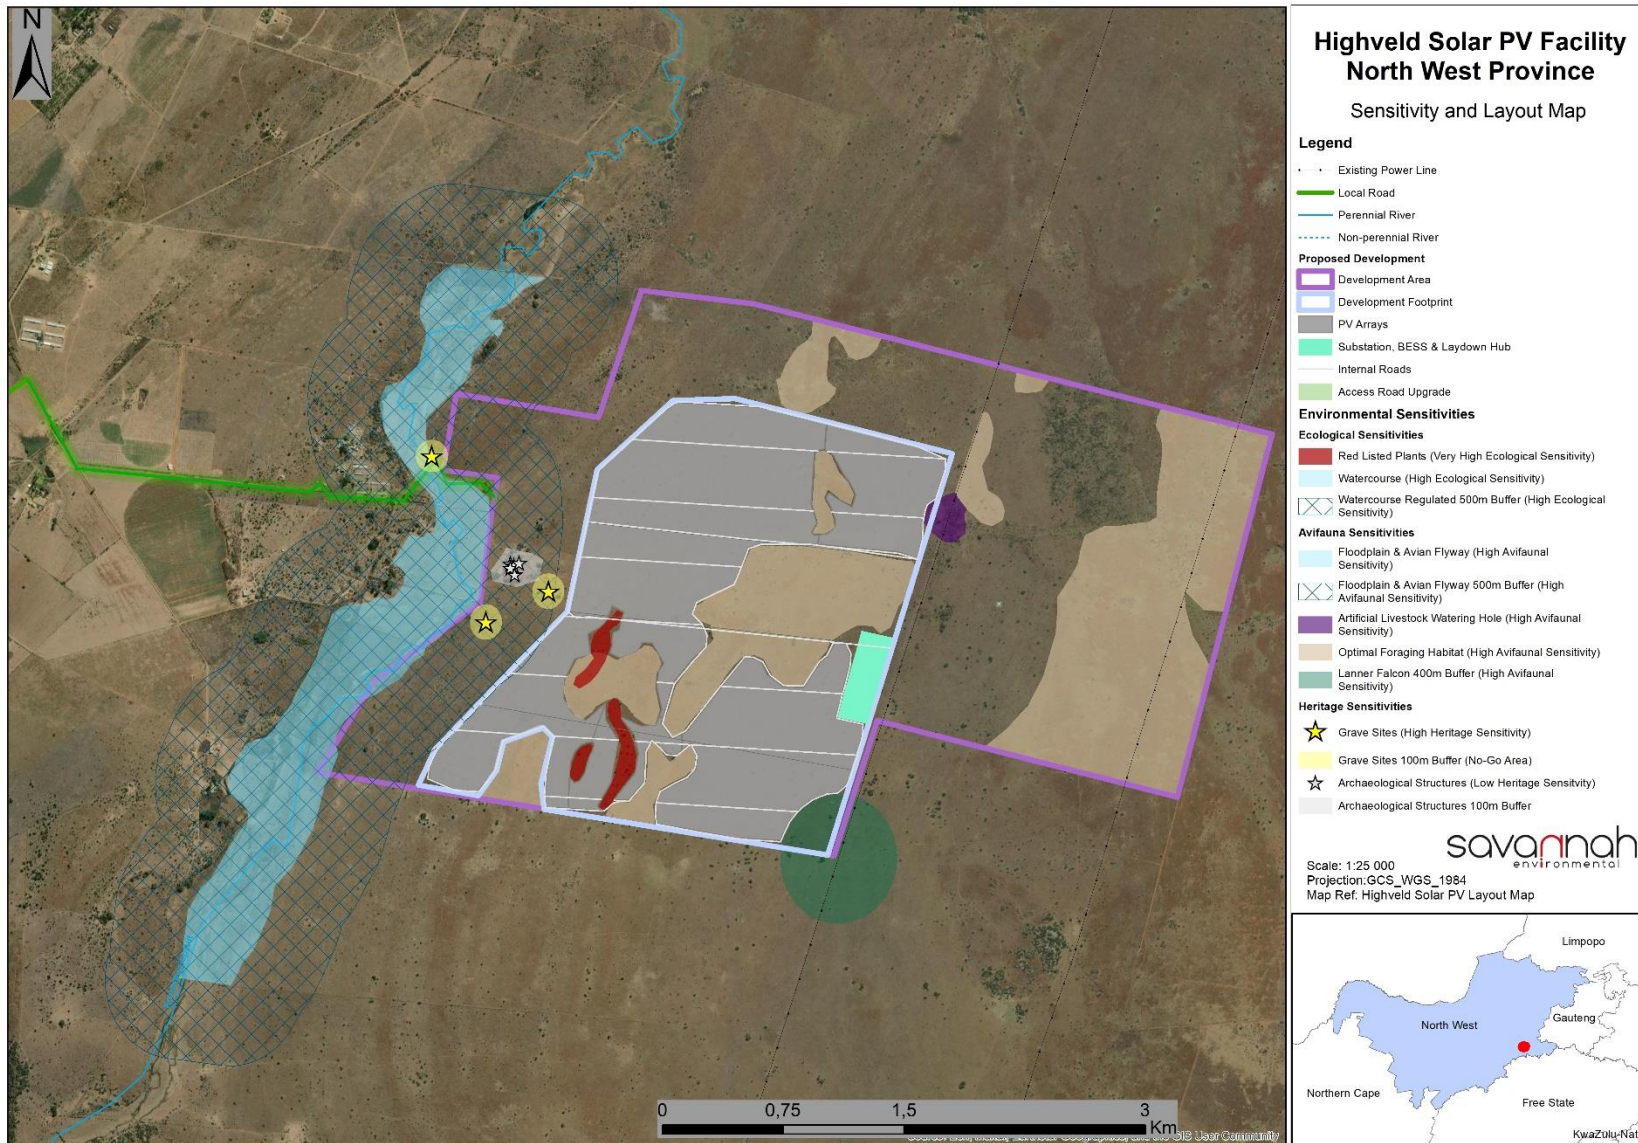 N
Highveld Solar PV Facility
North West Province
Sensitivity and Layout Map
Legend
Existing Power Line
Local Road
Perennial River
Non-perennial River
Proposed Development
Development Area
Development Footprint
PV Arrays
Substation, BESS & Laydown Hub
Internal Roads
Access Road Upgrade
Environmental Sensitivities
Ecological Sensitivities
Red Listed Plants (Very High Ecological Sensitivity)
Watercourse (High Ecological Sensitivity)
Watercourse Regulated 500m Buffer (High Ecological
Sensitivity)
Avifauna Sensitivities
Floodplain & Avian Flyway (High Avifaunal
Sensitivity)
Floodplain & Avian Flyway 500m Buffer (High
Avifaunal Sensitivity)
Artificial Livestock Watering Hole (High Avifaunal
Sensitivity)
Optimal Foraging Habitat (High Avifaunal Sensitivity)
Lanner Falcon 400m Buffer (High Avifaunal
Sensitivity)
Heritage Sensitivities
Grave Sites (High Heritage Sensitivity)
Grave Sites 100m Buffer (No-Go Area)
Archaeological Structures (Low Heritage Sensitivity)
Archaeological Structures 100m Buffer
savannah
environmental
Scale: 1:25 000
Projection:GCS_WGS_1984
Map Ref: Highveld Solar PV Layout Map
Limpopo
North West
Gauteng
Northern Cape
Free State
KwaZulu-Nat
0 0,75 1,5 3
Km
GIS User Community